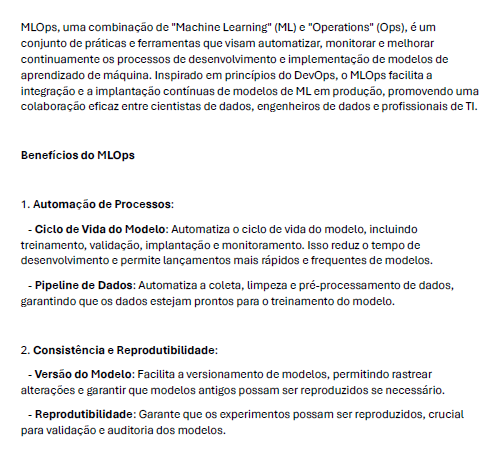 MLOps, uma combinação de "Machine Learning" (ML) e "Operations" (Ops), é um
conjunto de práticas e ferramentas que visam automatizar, monitorar e melhorar
continuamente os processos de desenvolvimento e implementação de modelos de
aprendizado de máquina. Inspirado em princípios do DevOps, o MLOps facilita a
integração e a implantação contínuas de modelos de ML em produção, promovendo uma
colaboração eficaz entre cientistas de dados, engenheiros de dados e profissionais de TI.
Benefícios do MLOps
1. Automação de Processos:
- Ciclo de Vida do Modelo: Automatiza o ciclo de vida do modelo, incluindo
treinamento, validação, implantação e monitoramento. Isso reduz o tempo de
desenvolvimento e permite lançamentos mais rápidos e frequentes de modelos.
- Pipeline de Dados: Automatiza a coleta, limpeza e pré-processamento de dados,
garantindo que os dados estejam prontos para o treinamento do modelo.
2. Consistência e Reprodutibilidade:
- Versão do Modelo: Facilita a versionamento de modelos, permitindo rastrear
alterações e garantir que modelos antigos possam ser reproduzidos se necessário.
- Reprodutibilidade: Garante que os experimentos possam ser reproduzidos, crucial
para validação e auditoria dos modelos.